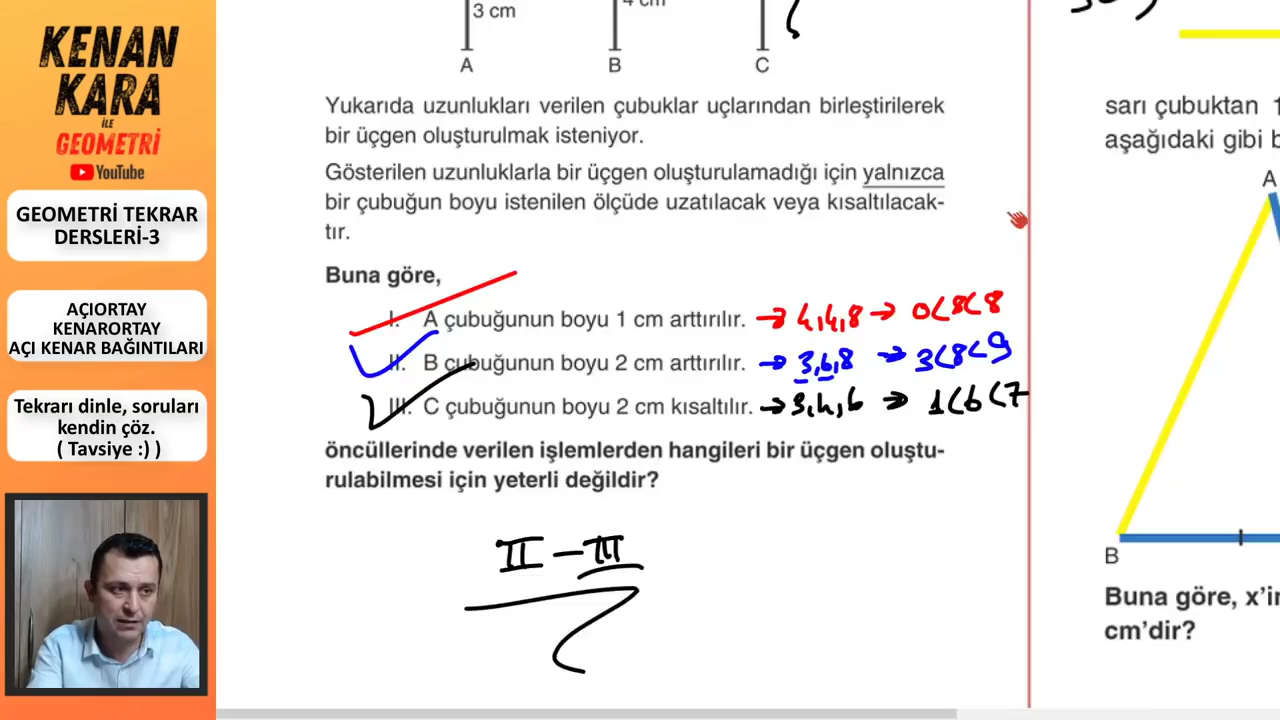 KENAN
KARA
İLE
GEOMETRİ
YouTube
GEOMETRİ TEKRAR
DERSLERİ-3
AÇIORTAY
KENARORTAY
AÇI KENAR BAĞINTILARI
Tekrarı dinle, soruları
kendin çöz.
( Tavsiye :) )
3 cm
4 cm
A
B
C
Yukarıda uzunlukları verilen çubuklar uçlarından birleştirilerek
bir üçgen oluşturulmak isteniyor.
Gösterilen uzunluklarla bir üçgen oluşturulamadığı için yalnızca
bir çubuğun boyu istenilen ölçüde uzatılacak veya kısaltılacak-
tır.
Buna göre,
I. A çubuğunun boyu 1 cm arttırılır. → 4,4,8 → 0<8<8
II. B çubuğunun boyu 2 cm arttırılır. → 3,6,8 → 3<8<9
III. C çubuğunun boyu 2 cm kısaltılır. → 3,4,6 → 1<6<7
öncüllerinde verilen işlemlerden hangileri bir üçgen oluştu-
rulabilmesi için yeterli değildir?
II – III
sarı çubuktan 1
aşağıdaki gibi b
A
B
Buna göre, x'in
cm'dir?